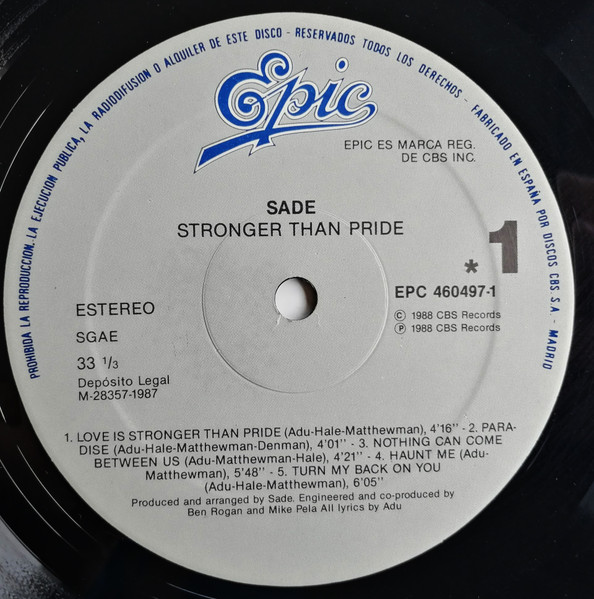 PROHIBIDA LA REPRODUCCION. LA EJECUCION PUBLICA, LA RADIODIFUSION O ALQUILER DE ESTE DISCO - RESERVADOS TODOS LOS DERECHOS - FABRICADO EN ESPAÑA POR DISCOS CBS S.A - MADRID
Epic
EPIC ES MARCA REG.
DE CBS INC.
SADE
STRONGER THAN PRIDE
* 1
ESTEREO
SGAE
33 1/3
Depósito Legal
M-28357-1987
EPC 460497-1
© 1988 CBS Records
℗ 1988 CBS Records
1. LOVE IS STRONGER THAN PRIDE (Adu-Hale-Matthewman), 4'16'' - 2. PARA-
DISE (Adu-Hale-Matthewman-Denman), 4'01'' - 3. NOTHING CAN COME
BETWEEN US (Adu-Matthewman-Hale), 4'21'' - 4. HAUNT ME (Adu-
Matthewman), 5'48'' - 5. TURN MY BACK ON YOU
(Adu-Hale-Matthewman), 6'05''
Produced and arranged by Sade. Engineered and co-produced by
Ben Rogan and Mike Pela All lyrics by Adu